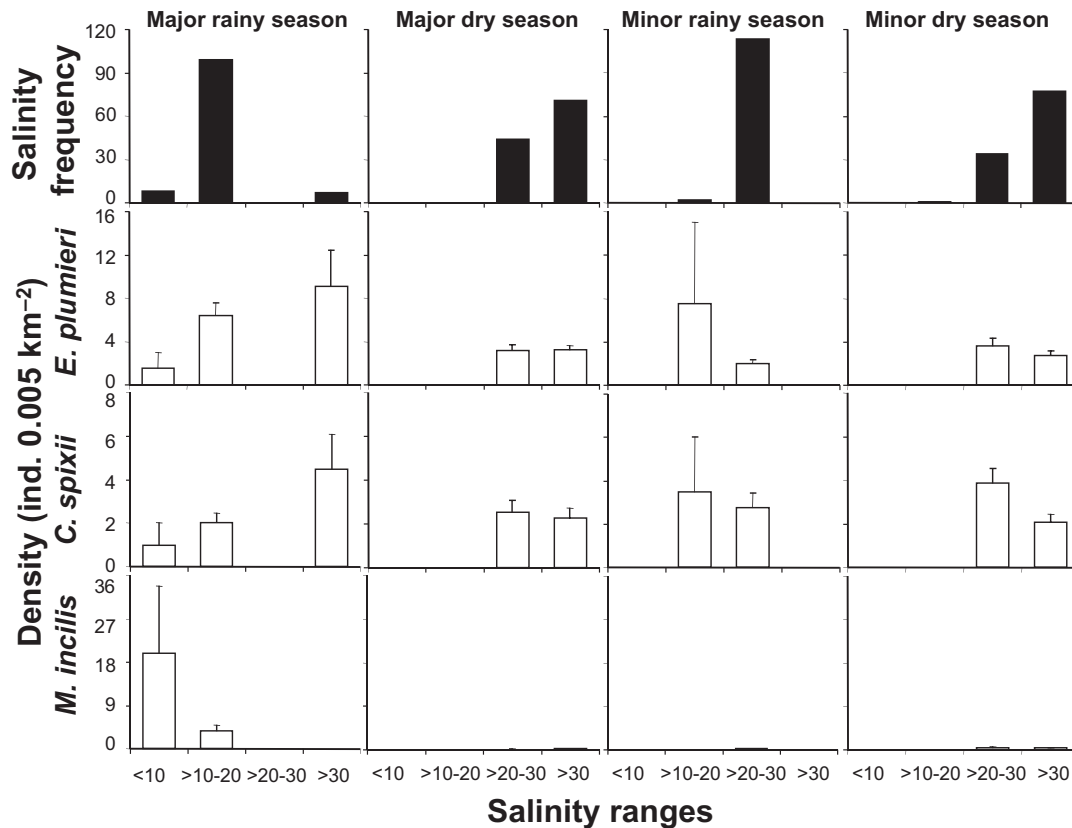 Major rainy season
Major dry season
Minor rainy season
Minor dry season
Salinity
frequency
120
90
60
30
0
Density (ind. 0.005 km⁻²)
E. plumieri
16
12
8
4
0
C. spixii
8
6
4
2
0
M. incilis
36
27
18
9
0
<10 >10-20 >20-30 >30
<10 >10-20 >20-30 >30
<10 >10-20 >20-30 >30
<10 >10-20 >20-30 >30
Salinity ranges